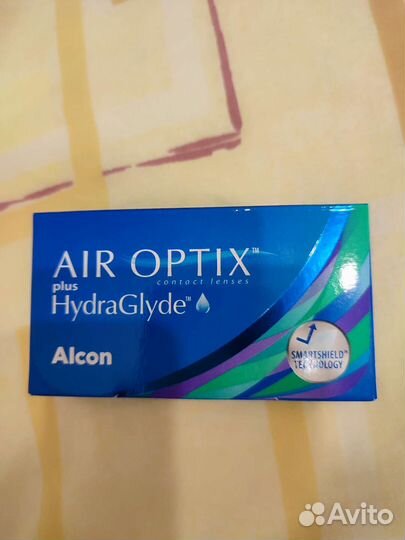 AIR OPTIX™
contact lenses
plus
HydraGlyde™
Alcon
SMARTSHIELD™
TECHNOLOGY
Avito